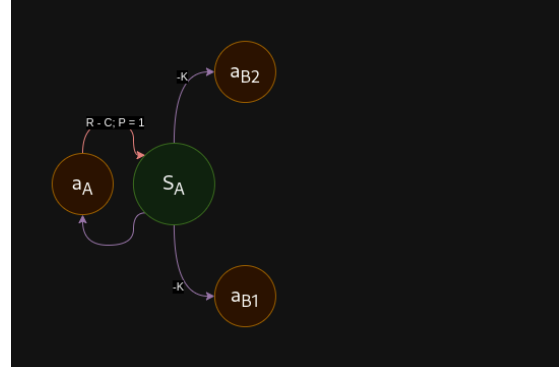 -K
a_B2
R - C; P = 1
a_A
S_A
-K
a_B1